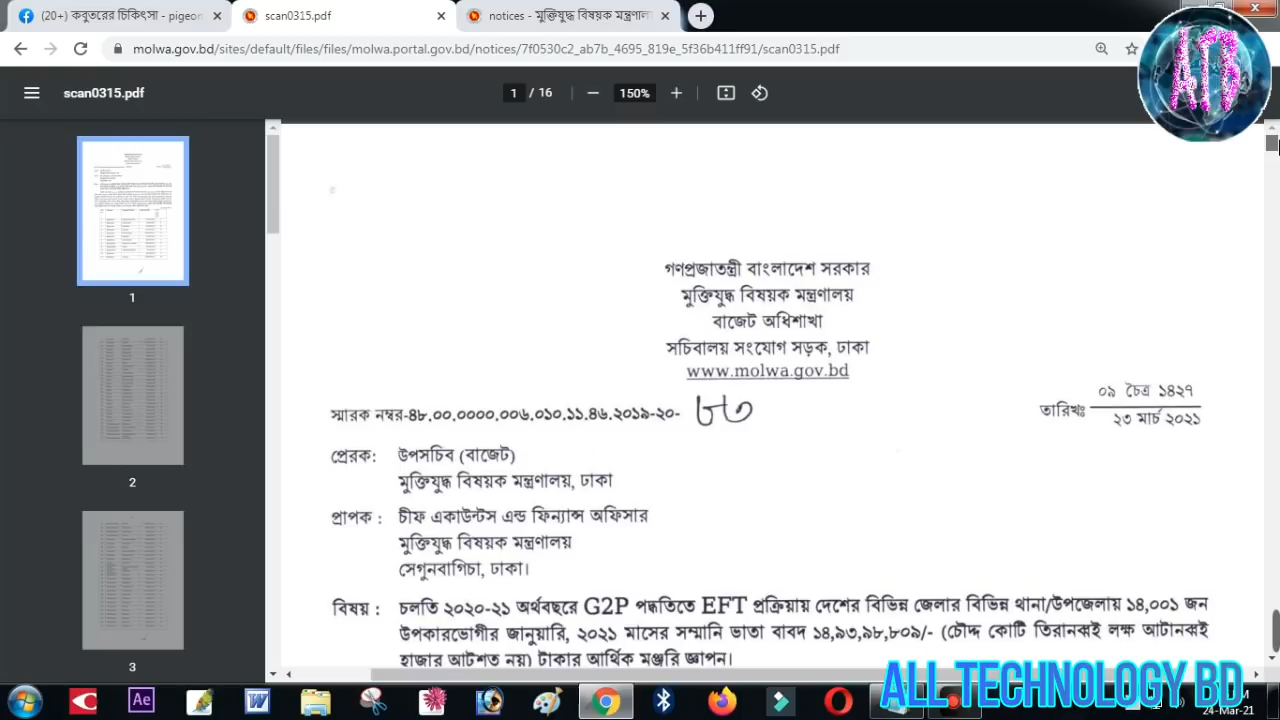 (20+) কবুতরের চিকিৎসা - pigeon
scan0315.pdf
মুক্তিযুদ্ধ বিষয়ক মন্ত্রণাল
molwa.gov.bd/sites/default/files/files/molwa.portal.gov.bd/notices/7f0530c2_ab7b_4695_819e_5f36b411ff91/scan0315.pdf
scan0315.pdf
1 / 16
150%
গণপ্রজাতন্ত্রী বাংলাদেশ সরকার
মুক্তিযুদ্ধ বিষয়ক মন্ত্রণালয়
বাজেট অধিশাখা
সচিবালয় সংযোগ সড়ক, ঢাকা
www.molwa.gov.bd
০৯ চৈত্র ১৪২৭
স্মারক নম্বর-৪৮.০০.০০০০.০০৬.০২০.১১.৪৬.২০১৯-২০- ৮৩
তারিখঃ
২৩ মার্চ ২০২১
প্রেরক: উপসচিব (বাজেট)
মুক্তিযুদ্ধ বিষয়ক মন্ত্রণালয়, ঢাকা
প্রাপক : চীফ একাউন্টস এন্ড ফিন্যান্স অফিসার
মুক্তিযুদ্ধ বিষয়ক মন্ত্রণালয়
সেগুনবাগিচা, ঢাকা।
বিষয় : চলতি ২০২০-২১ অর্থবছরে G2P পদ্ধতিতে EFT প্রক্রিয়ায় দেশের বিভিন্ন জেলার বিভিন্ন থানা/উপজেলায় ১৪,০০১ জন
উপকারভোগীর জানুয়ারি, ২০২১ মাসের সম্মানি ভাতা বাবদ ১৪,৯৩,৯৮,৮০৯/- (চৌদ্দ কোটি তিরানব্বই লক্ষ আটানব্বই
হাজার আটশত নয়) টাকার আর্থিক মঞ্জুরি জ্ঞাপন।
1
2
3
ALL TECHNOLOGY BD
24-Mar-21